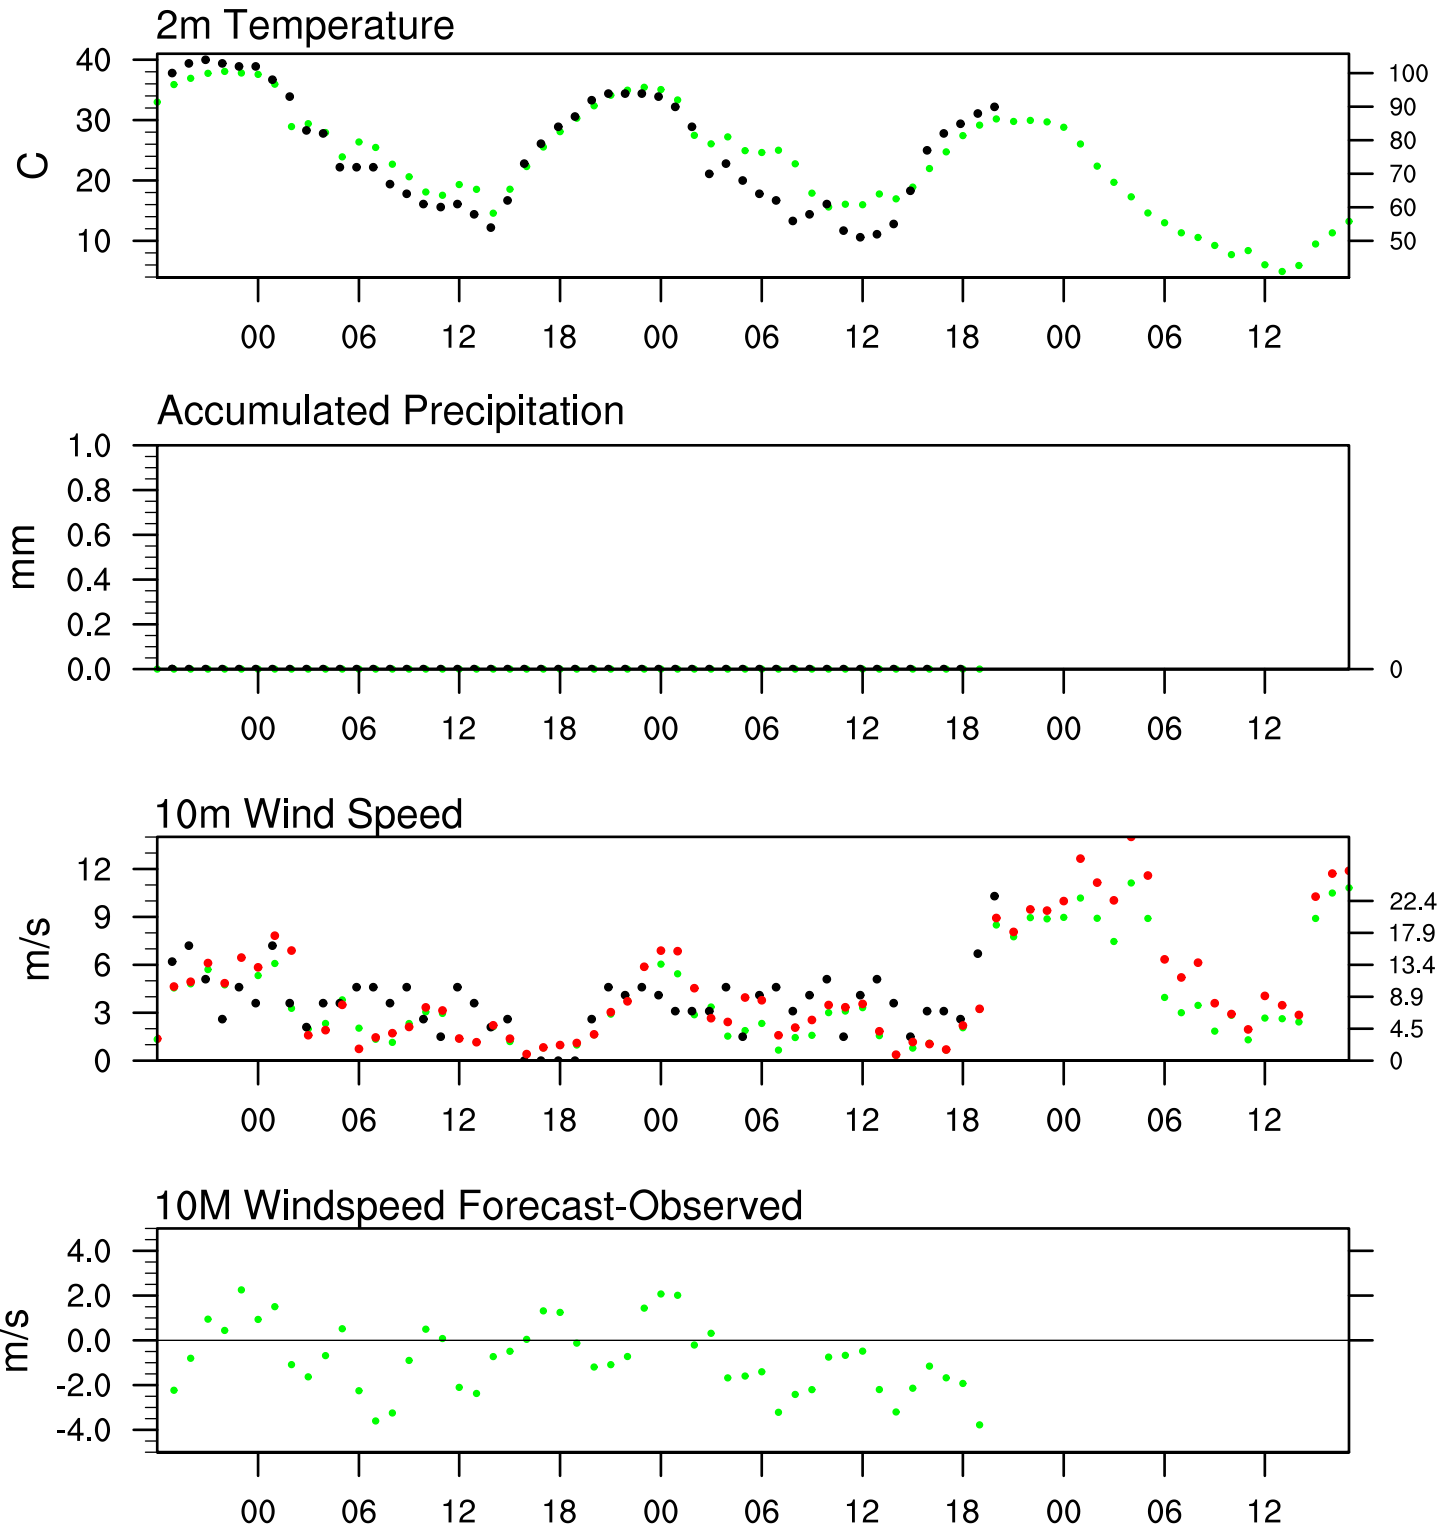 2m Temperature
40
30
20
10
C
100
90
80
70
60
50
00 06 12 18 00 06 12 18 00 06 12
Accumulated Precipitation
1.0
0.8
0.6
0.4
0.2
0.0
mm
0
00 06 12 18 00 06 12 18 00 06 12
10m Wind Speed
12
9
6
3
0
m/s
22.4
17.9
13.4
8.9
4.5
0
00 06 12 18 00 06 12 18 00 06 12
10M Windspeed Forecast-Observed
4.0
2.0
0.0
-2.0
-4.0
m/s
00 06 12 18 00 06 12 18 00 06 12